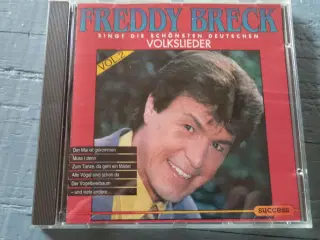 FREDDY BRECK
SINGT DIE SCHÖNSTEN DEUTSCHEN
VOLKSLIEDER
VOL. 2
Der Mai ist gekommen
Muss i denn
Zum Tanze, da geht ein Mädel
Alle Vögel sind schon da
Der Vogelbeerbaum
– und viele andere
SUCCESS